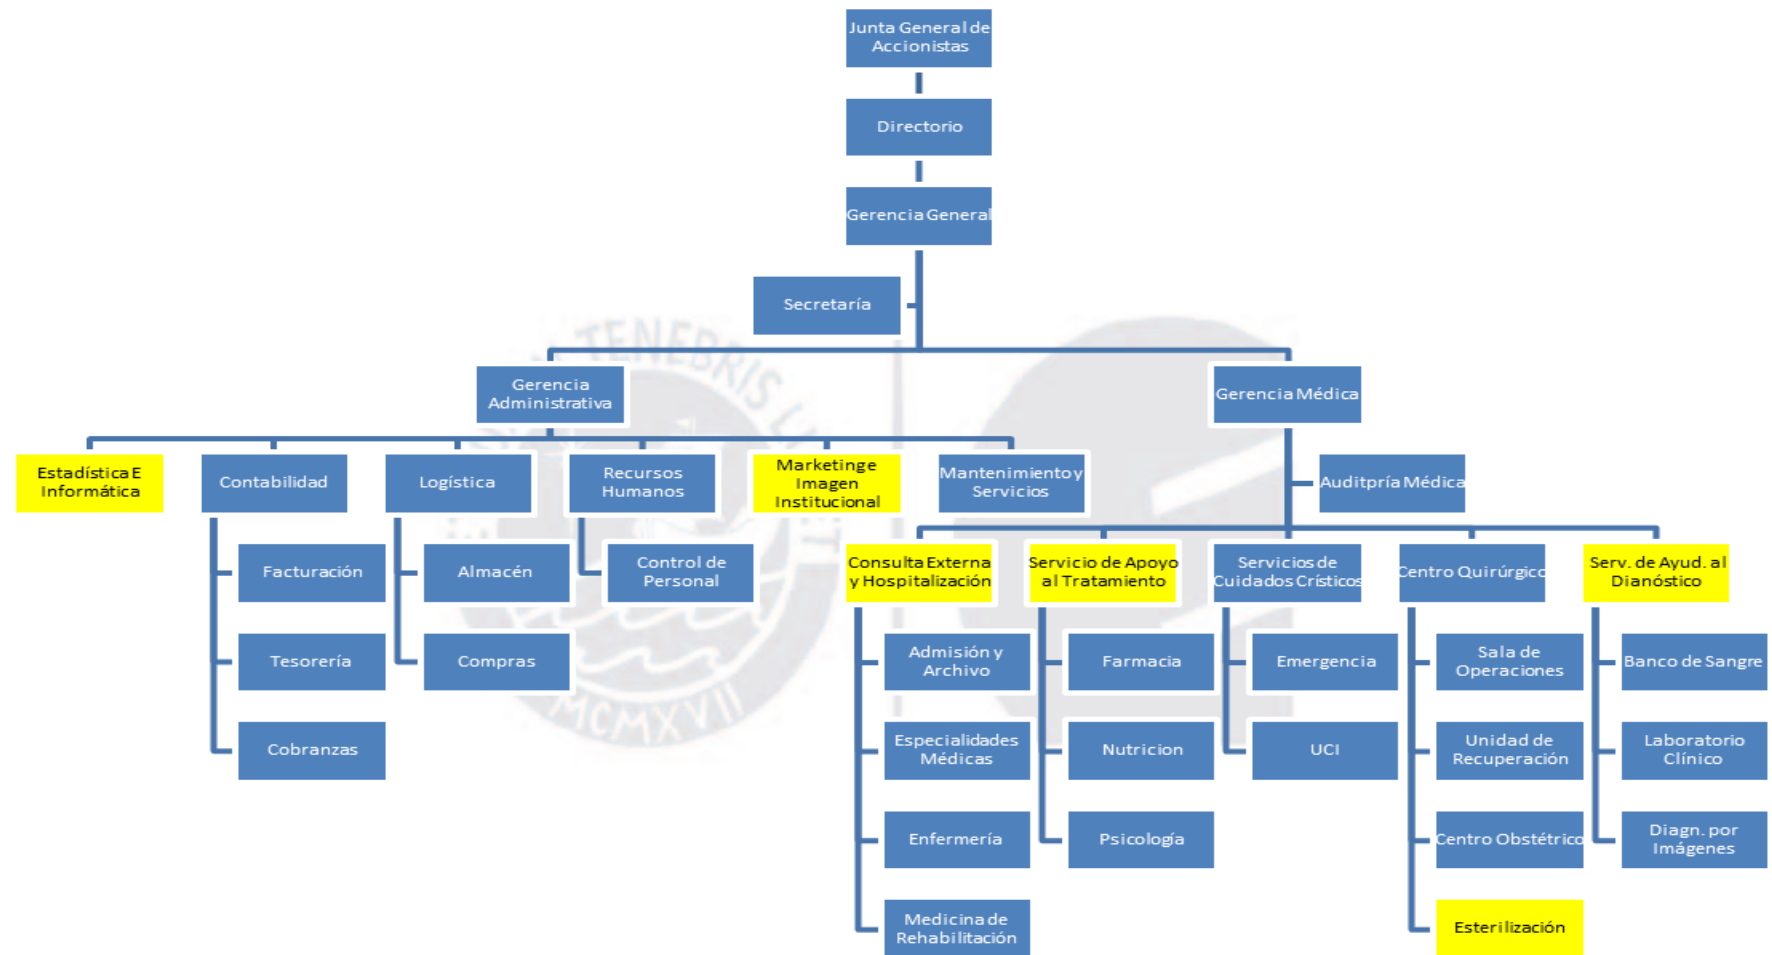 Junta General de
Accionistas
Directorio
Gerencia General
Secretaría
Gerencia
Administrativa
Gerencia Médica
Estadística E
Informática
Contabilidad
Logística
Recursos
Humanos
Marketing e
Imagen
Institucional
Mantenimiento y
Servicios
Auditpría Médica
Facturación
Almacén
Control de
Personal
Consulta Externa
y Hospitalización
Servicio de Apoyo
al Tratamiento
Servicios de
Cuidados Crísticos
Centro Quirúrgico
Serv. de Ayud. al
Dianóstico
Tesorería
Compras
Admisión y
Archivo
Farmacia
Emergencia
Sala de
Operaciones
Banco de Sangre
Cobranzas
Especialidades
Médicas
Nutricion
UCI
Unidad de
Recuperación
Laboratorio
Clínico
Enfermería
Psicología
Centro Obstétrico
Diagn. por
Imágenes
Medicina de
Rehabilitación
Esterilización
TENEBRIS
MCMXVII